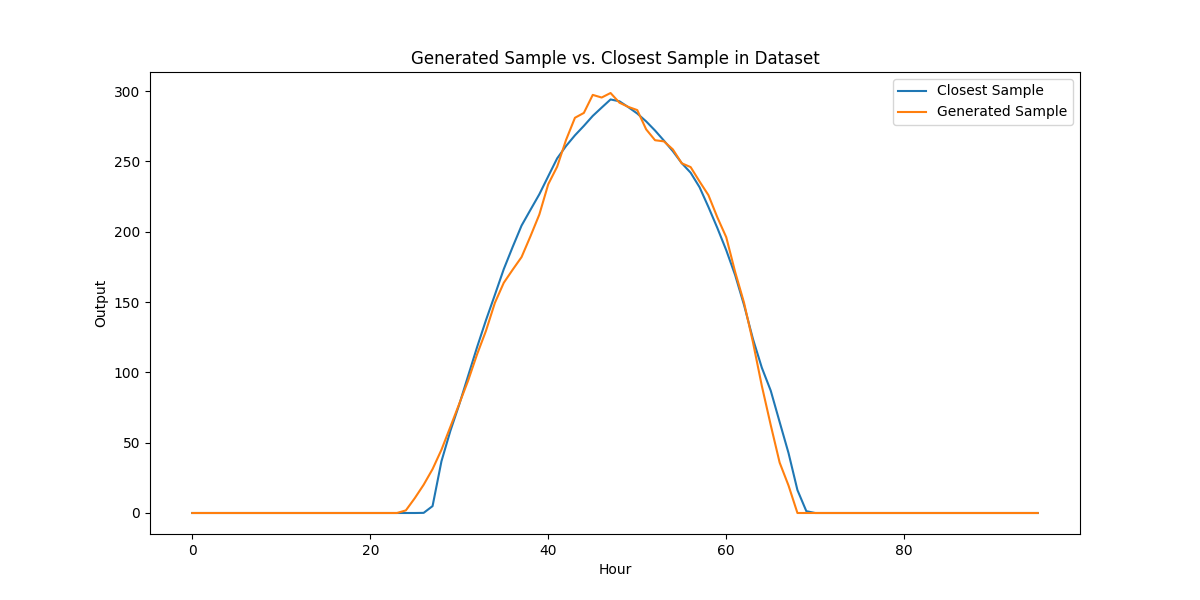 Generated Sample vs. Closest Sample in Dataset
Closest Sample
Generated Sample
Output
300
250
200
150
100
50
0
0 20 40 60 80
Hour